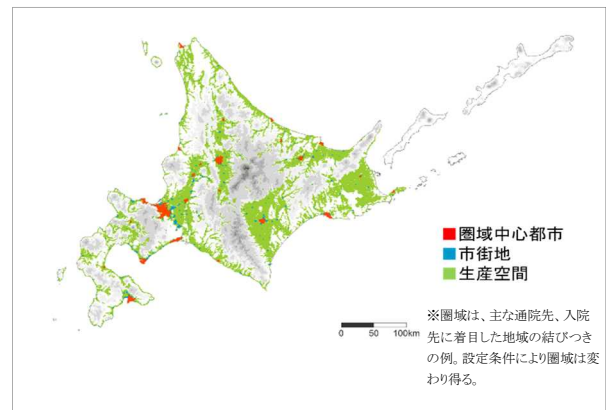 圏域中心都市
市街地
生産空間
0 50 100km
※圏域は、主な通院先、入院
先に着目した地域の結びつき
の例。設定条件により圏域は変
わり得る。